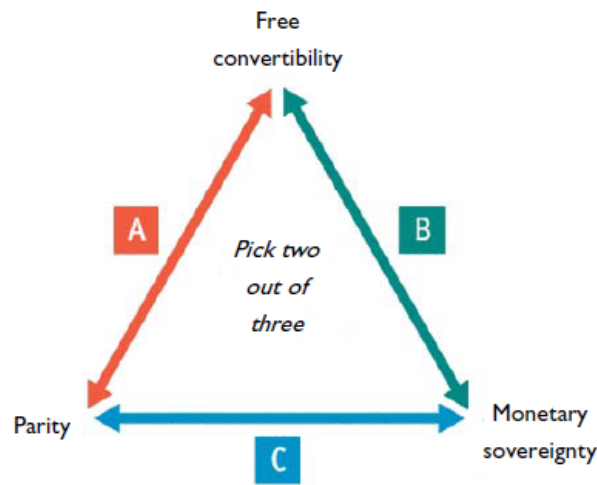 Free
convertibility
A
B
Pick two
out of
three
Parity
Monetary
sovereignty
C